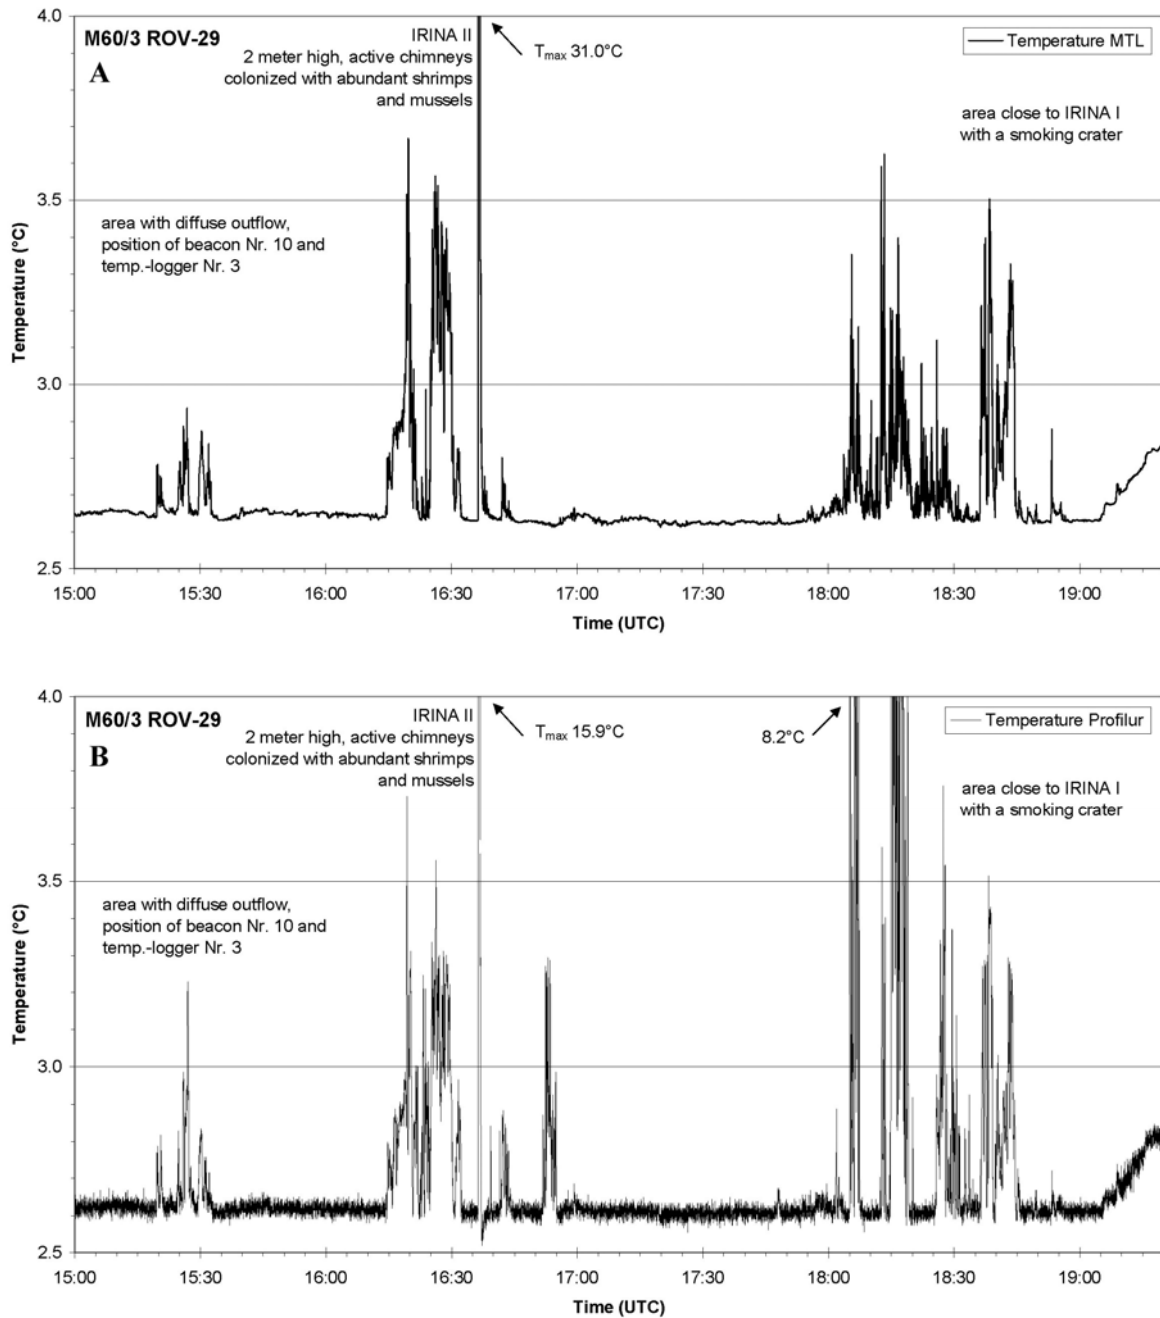 M60/3 ROV-29
A
IRINA II
2 meter high, active chimneys
colonized with abundant shrimps
and mussels
Tmax 31.0°C
Temperature MTL
area close to IRINA I
with a smoking crater
area with diffuse outflow,
position of beacon Nr. 10 and
temp.-logger Nr. 3
Temperature (°C)
4.0
3.5
3.0
2.5
15:00 15:30 16:00 16:30 17:00 17:30 18:00 18:30 19:00
Time (UTC)
M60/3 ROV-29
B
IRINA II
2 meter high, active chimneys
colonized with abundant shrimps
and mussels
Tmax 15.9°C
8.2°C
Temperature Profilur
area close to IRINA I
with a smoking crater
area with diffuse outflow,
position of beacon Nr. 10 and
temp.-logger Nr. 3
Temperature (°C)
4.0
3.5
3.0
2.5
15:00 15:30 16:00 16:30 17:00 17:30 18:00 18:30 19:00
Time (UTC)